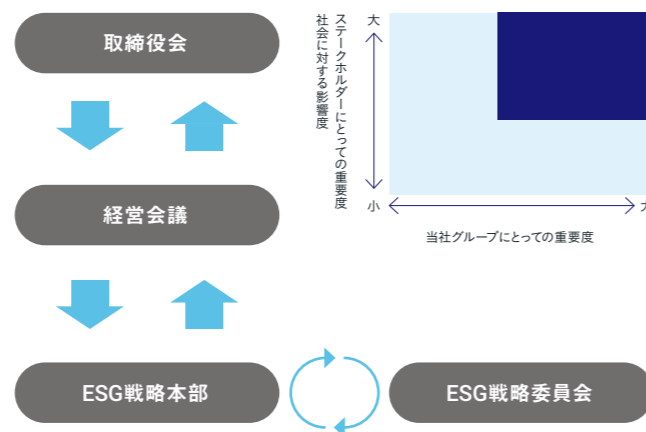 取締役会
経営会議
ESG戦略本部
ESG戦略委員会
ステークホルダーにとっての重要度
社会に対する影響度
大
小
大
当社グループにとっての重要度